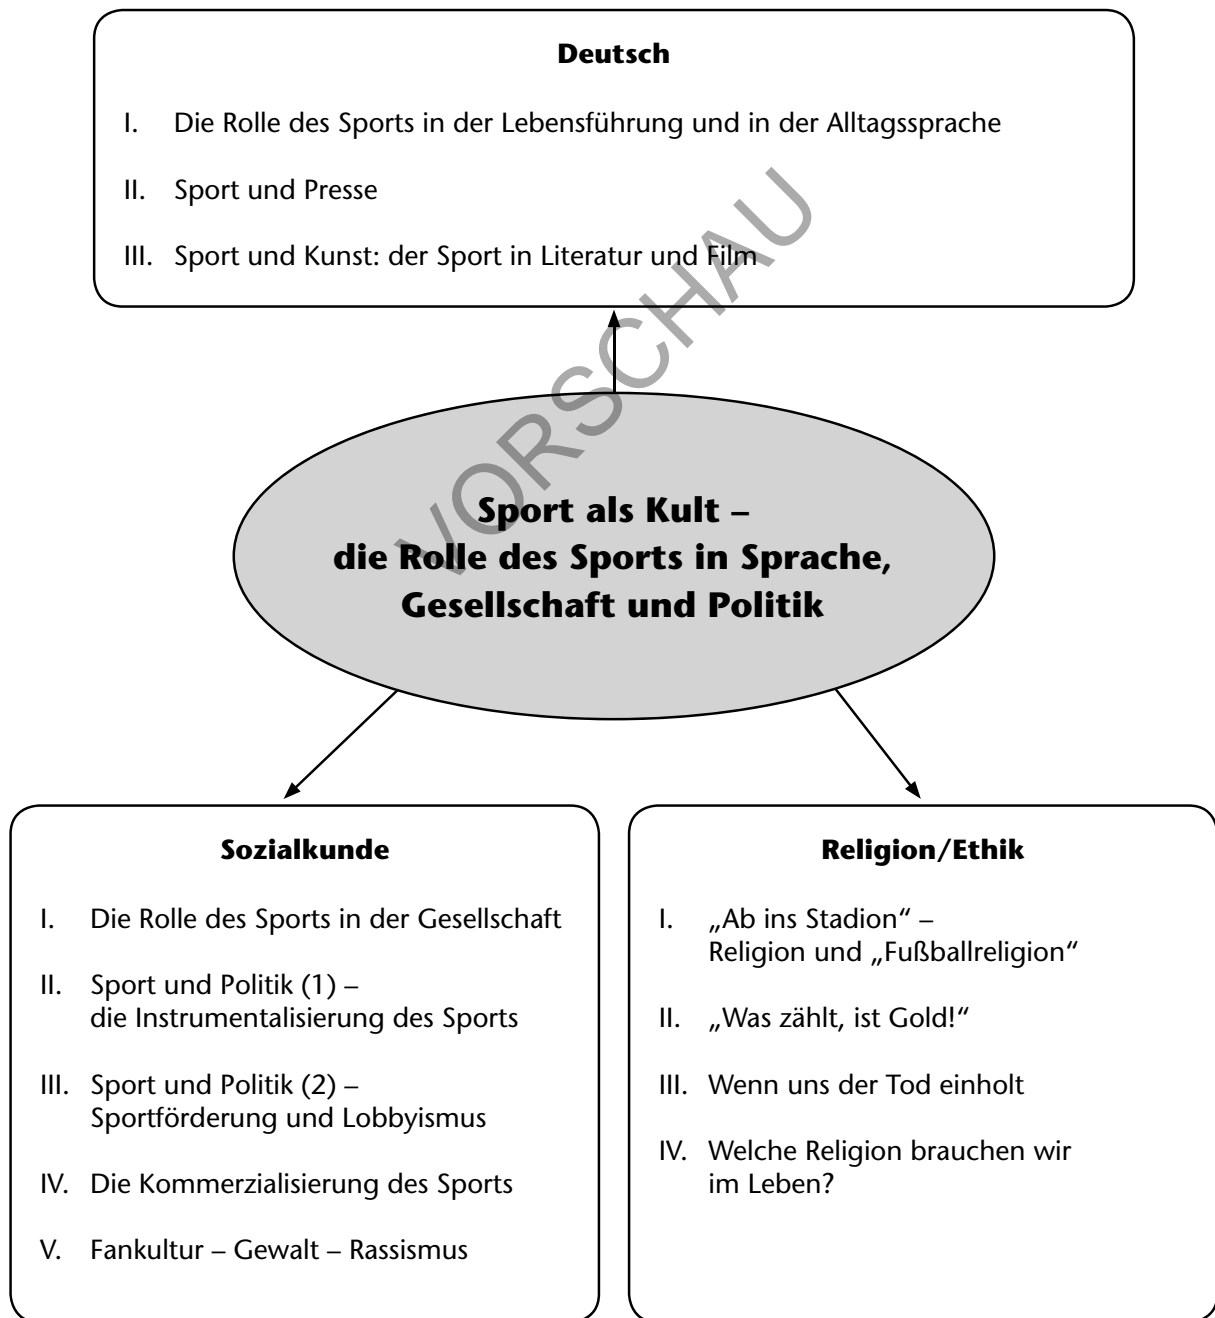 Deutsch
I. Die Rolle des Sports in der Lebensführung und in der Alltagssprache
II. Sport und Presse
III. Sport und Kunst: der Sport in Literatur und Film
VORSCHAU
Sport als Kult –
die Rolle des Sports in Sprache,
Gesellschaft und Politik
Sozialkunde
I. Die Rolle des Sports in der Gesellschaft
II. Sport und Politik (1) –
die Instrumentalisierung des Sports
III. Sport und Politik (2) –
Sportförderung und Lobbyismus
IV. Die Kommerzialisierung des Sports
V. Fankultur – Gewalt – Rassismus
Religion/Ethik
I. „Ab ins Stadion“ –
Religion und „Fußballreligion“
II. „Was zählt, ist Gold!“
III. Wenn uns der Tod einholt
IV. Welche Religion brauchen wir
im Leben?